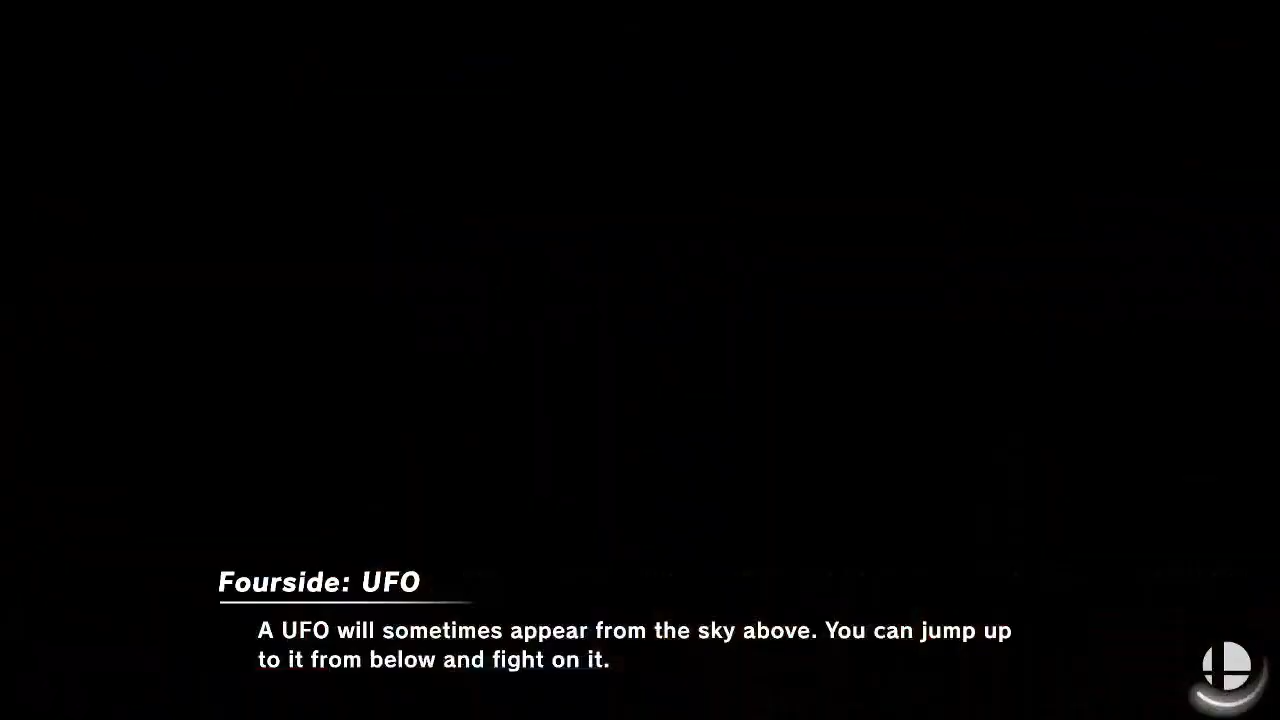 Fourside: UFO
A UFO will sometimes appear from the sky above. You can jump up
to it from below and fight on it.